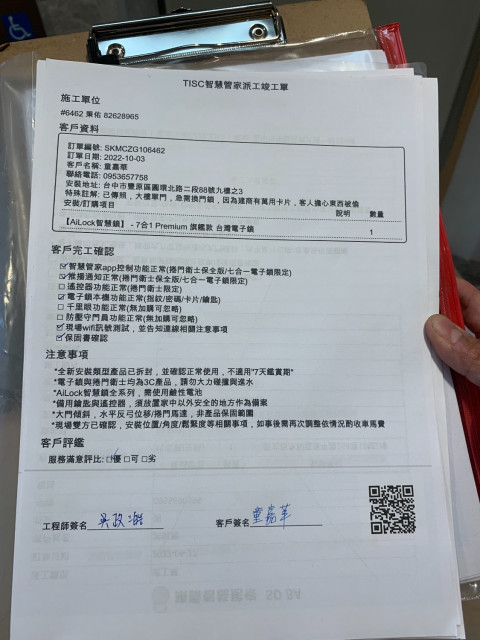 TISC智慧管家派工竣工單
施工單位
#6462 秉佑 82628965
客戶資料
訂單編號: SKMCZG106462
訂單日期: 2022-10-03
客戶名稱: 童嘉華
聯絡電話: 0953657758
安裝地址: 台中市豐原區圓環北路二段88號九樓之3
特殊註解: 已傳照，大樓單門，急需換門鎖，因為建商有萬用卡片，客人擔心東西被偷
安裝/訂購項目 說明 數量
【AiLock智慧鎖】 - 7合1 Premium 旗艦款 台灣電子鎖 1
客戶完工確認
☑智慧管家app控制功能正常(捲門衛士保全版/七合一電子鎖限定)
☑推播通知正常(捲門衛士保全版/七合一電子鎖限定)
☐遙控器功能正常(捲門衛士限定)
☑電子鎖本機功能正常(指紋/密碼/卡片/鑰匙)
☐千里眼功能正常(無加購可忽略)
☐防壓守門員功能正常(無加購可忽略)
☑現場wifi訊號測試，並告知連線相關注意事項
☑保固書確認
注意事項
*全新安裝類型產品已拆封，並確認正常使用，不適用"7天鑑賞期"
*電子鎖與捲門衛士均為3C產品，請勿大力碰撞與進水
*AiLock智慧鎖全系列，需使用鹼性電池
*備用鑰匙與遙控器，須放置家中以外安全的地方作為備案
*大門傾斜，水平反弓位移/捲門馬達，非產品保固範圍
*現場雙方已確認，安裝位置/角度/鬆緊度等相關事項，如事後需再次調整依情況酌收車馬費
客戶評鑑
服務滿意評比: ☑優 ☐可 ☐劣
工程師簽名 吳政 客戶簽名 童嘉華